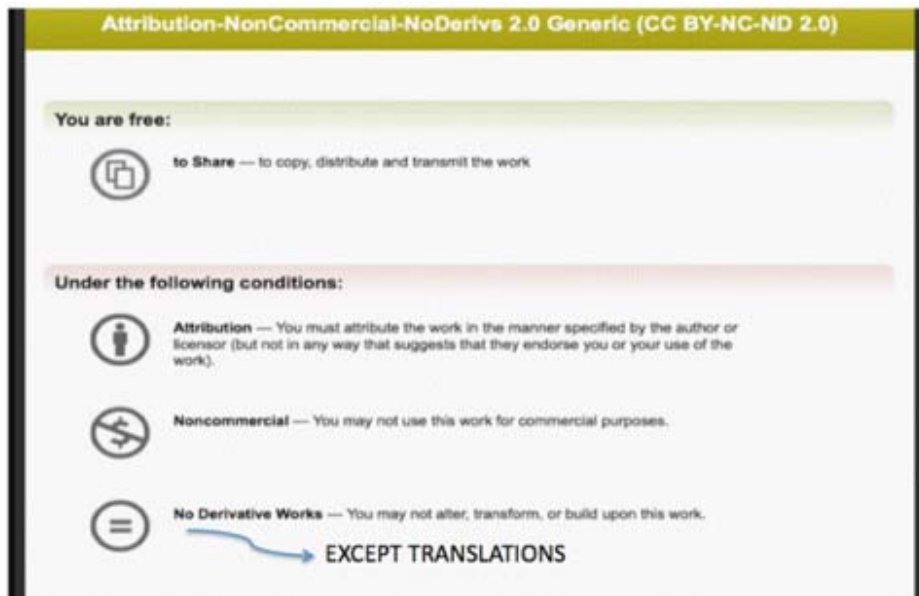 Attribution-NonCommercial-NoDerivs 2.0 Generic (CC BY-NC-ND 2.0)
You are free:
to Share — to copy, distribute and transmit the work
Under the following conditions:
Attribution — You must attribute the work in the manner specified by the author or
licensor (but not in any way that suggests that they endorse you or your use of the
work).
Noncommercial — You may not use this work for commercial purposes.
No Derivative Works — You may not alter, transform, or build upon this work.
EXCEPT TRANSLATIONS